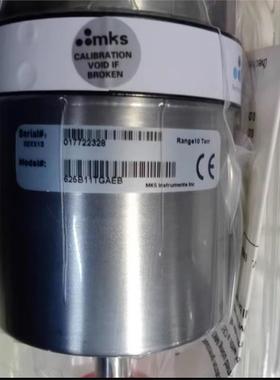 mks
CALIBRATION
VOID IF
BROKEN
Serial#:
017722328
Range10 Torr
Model#:
626B11TGAEB
MKS Instruments Inc
CE